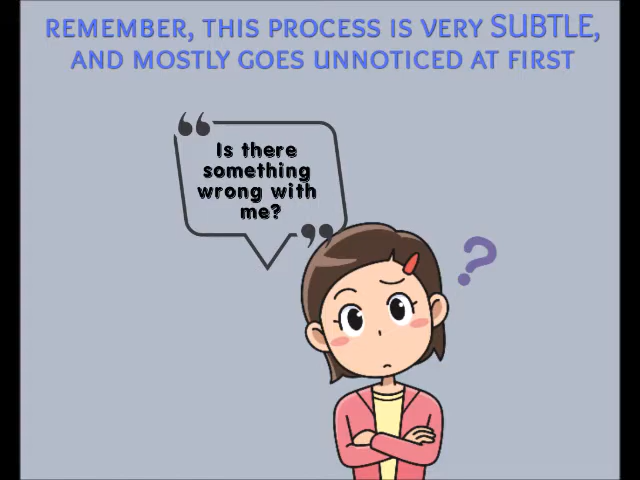 REMEMBER, THIS PROCESS IS VERY SUBTLE,
AND MOSTLY GOES UNNOTICED AT FIRST
“
Is there
something
wrong with
me?
”
?